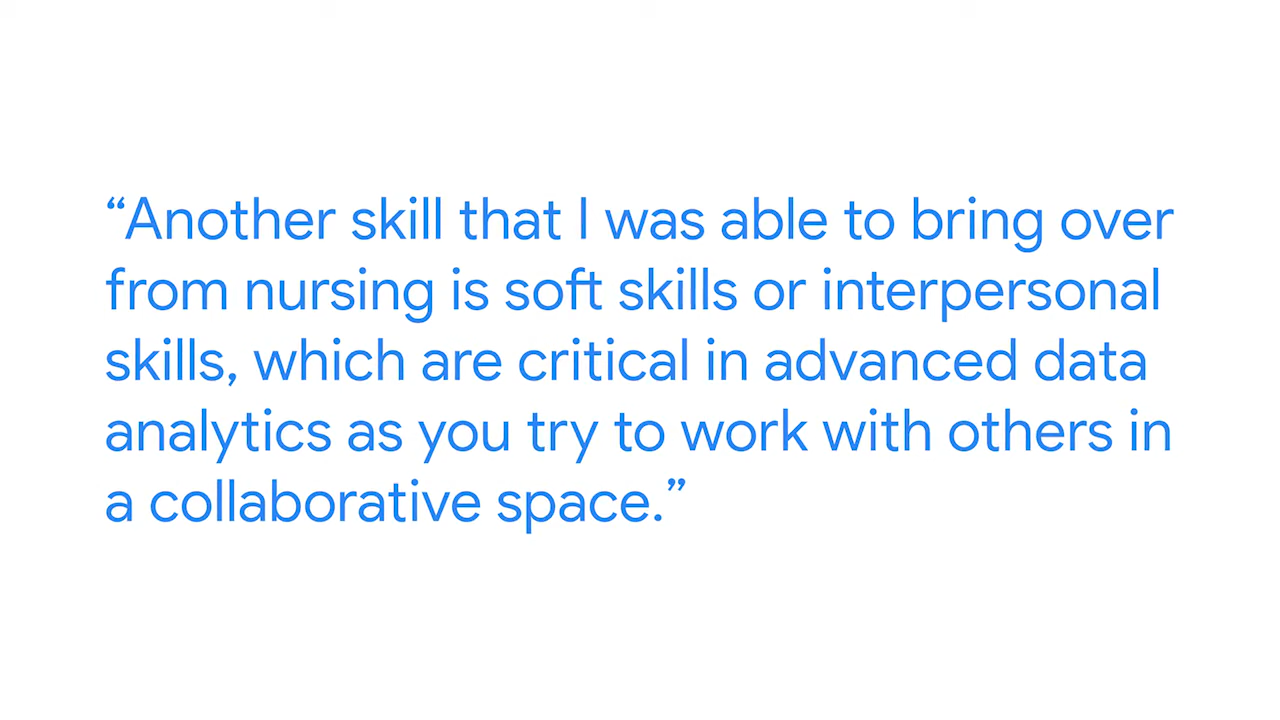 “Another skill that I was able to bring over
from nursing is soft skills or interpersonal
skills, which are critical in advanced data
analytics as you try to work with others in
a collaborative space.”